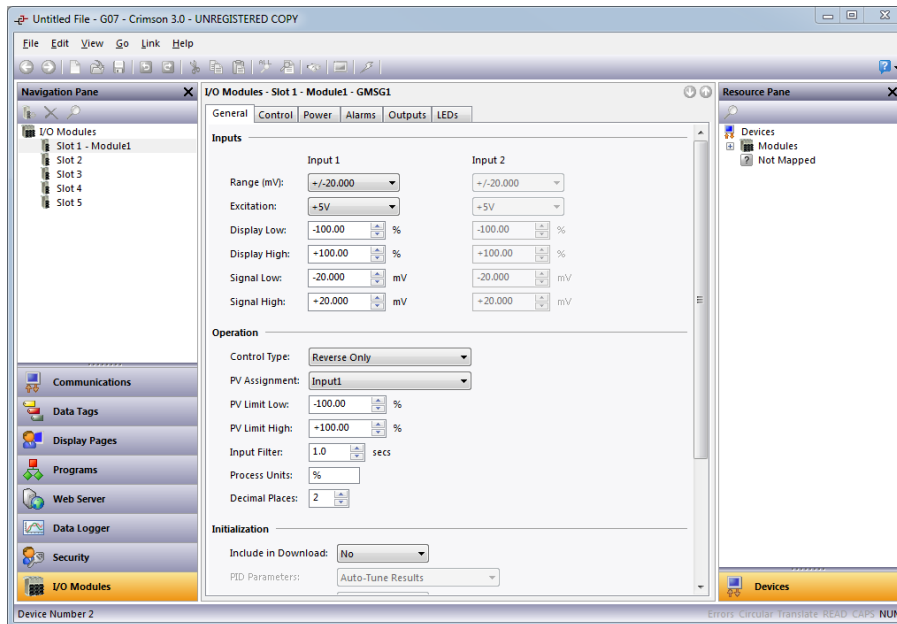 Untitled File - G07 - Crimson 3.0 - UNREGISTERED COPY
File Edit View Go Link Help
Navigation Pane
I/O Modules
Slot 1 - Module1
Slot 2
Slot 3
Slot 4
Slot 5
Communications
Data Tags
Display Pages
Programs
Web Server
Data Logger
Security
I/O Modules
I/O Modules - Slot 1 - Module1 - GMSG1
General Control Power Alarms Outputs LEDs
Inputs
Input 1 Input 2
Range (mV): +/-20.000 +/-20.000
Excitation: +5V +5V
Display Low: -100.00 % -100.00 %
Display High: +100.00 % +100.00 %
Signal Low: -20.000 mV -20.000 mV
Signal High: +20.000 mV +20.000 mV
Operation
Control Type: Reverse Only
PV Assignment: Input1
PV Limit Low: -100.00 %
PV Limit High: +100.00 %
Input Filter: 1.0 secs
Process Units: %
Decimal Places: 2
Initialization
Include in Download: No
PID Parameters: Auto-Tune Results
Resource Pane
Devices
Modules
? Not Mapped
Devices
Device Number 2
Errors Circular Translate READ CAPS NUM